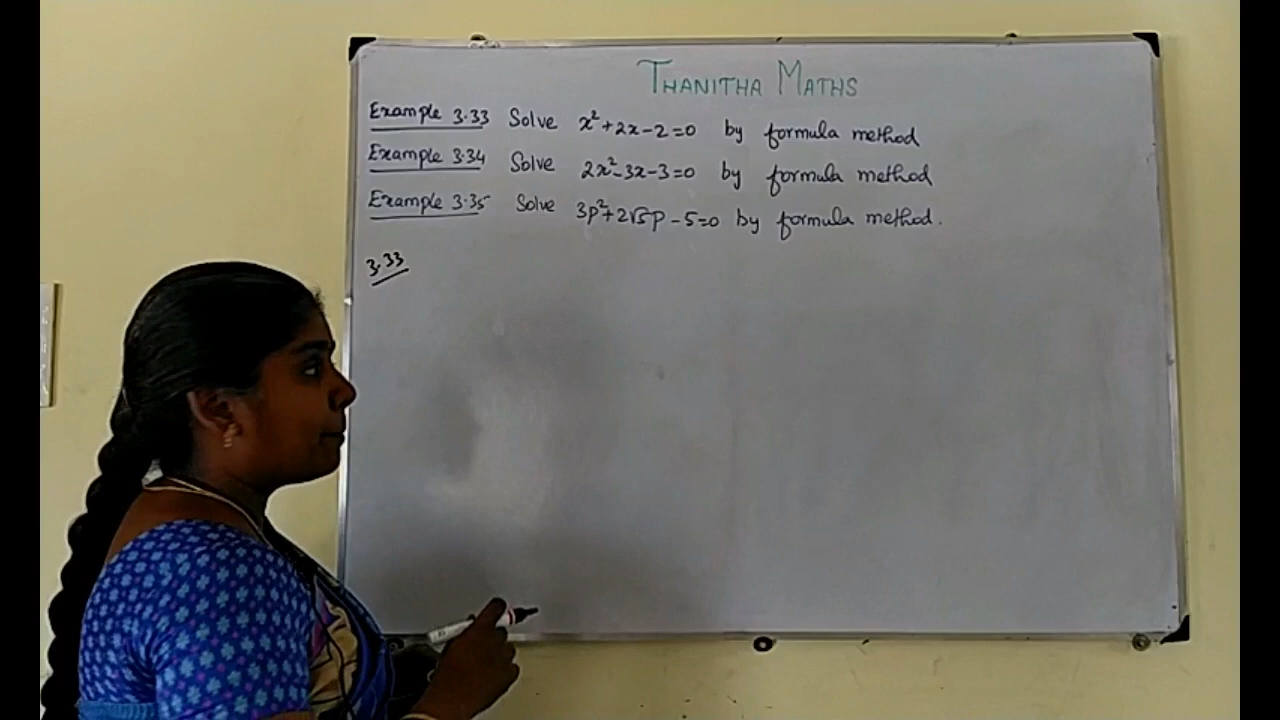 THANITHA MATHS
Example 3.33 Solve x²+2x-2=0 by formula method
Example 3.34 Solve 2x²-3x-3=0 by formula method
Example 3.35 Solve 3p²+2√5p-5=0 by formula method.
3.33